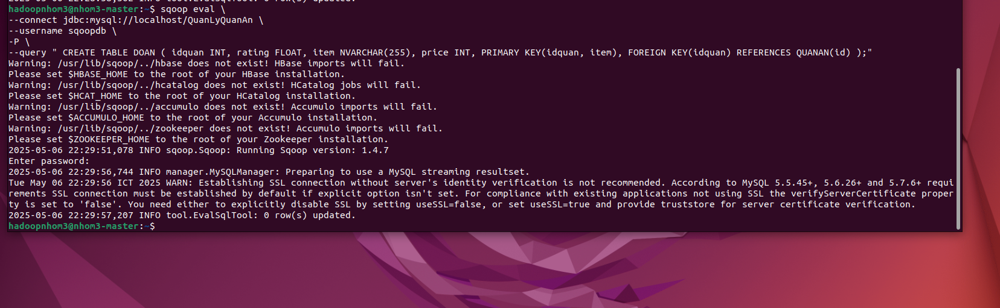 hadoopnhom3@nhom3-master:~$ sqoop eval \
--connect jdbc:mysql://localhost/QuanLyQuanAn \
--username sqoopdb \
-P \
--query " CREATE TABLE DOAN ( idquan INT, rating FLOAT, item NVARCHAR(255), price INT, PRIMARY KEY(idquan, item), FOREIGN KEY(idquan) REFERENCES QUANAN(id) );"
Warning: /usr/lib/sqoop/../hbase does not exist! HBase imports will fail.
Please set $HBASE_HOME to the root of your HBase installation.
Warning: /usr/lib/sqoop/../hcatalog does not exist! HCatalog jobs will fail.
Please set $HCAT_HOME to the root of your HCatalog installation.
Warning: /usr/lib/sqoop/../accumulo does not exist! Accumulo imports will fail.
Please set $ACCUMULO_HOME to the root of your Accumulo installation.
Warning: /usr/lib/sqoop/../zookeeper does not exist! Accumulo imports will fail.
Please set $ZOOKEEPER_HOME to the root of your Zookeeper installation.
2025-05-06 22:29:51,078 INFO sqoop.Sqoop: Running Sqoop version: 1.4.7
Enter password:
2025-05-06 22:29:56,744 INFO manager.MySQLManager: Preparing to use a MySQL streaming resultset.
Tue May 06 22:29:56 ICT 2025 WARN: Establishing SSL connection without server's identity verification is not recommended. According to MySQL 5.5.45+, 5.6.26+ and 5.7.6+ requi
rements SSL connection must be established by default if explicit option isn't set. For compliance with existing applications not using SSL the verifyServerCertificate proper
ty is set to 'false'. You need either to explicitly disable SSL by setting useSSL=false, or set useSSL=true and provide truststore for server certificate verification.
2025-05-06 22:29:57,207 INFO tool.EvalSqlTool: 0 row(s) updated.
hadoopnhom3@nhom3-master:~$